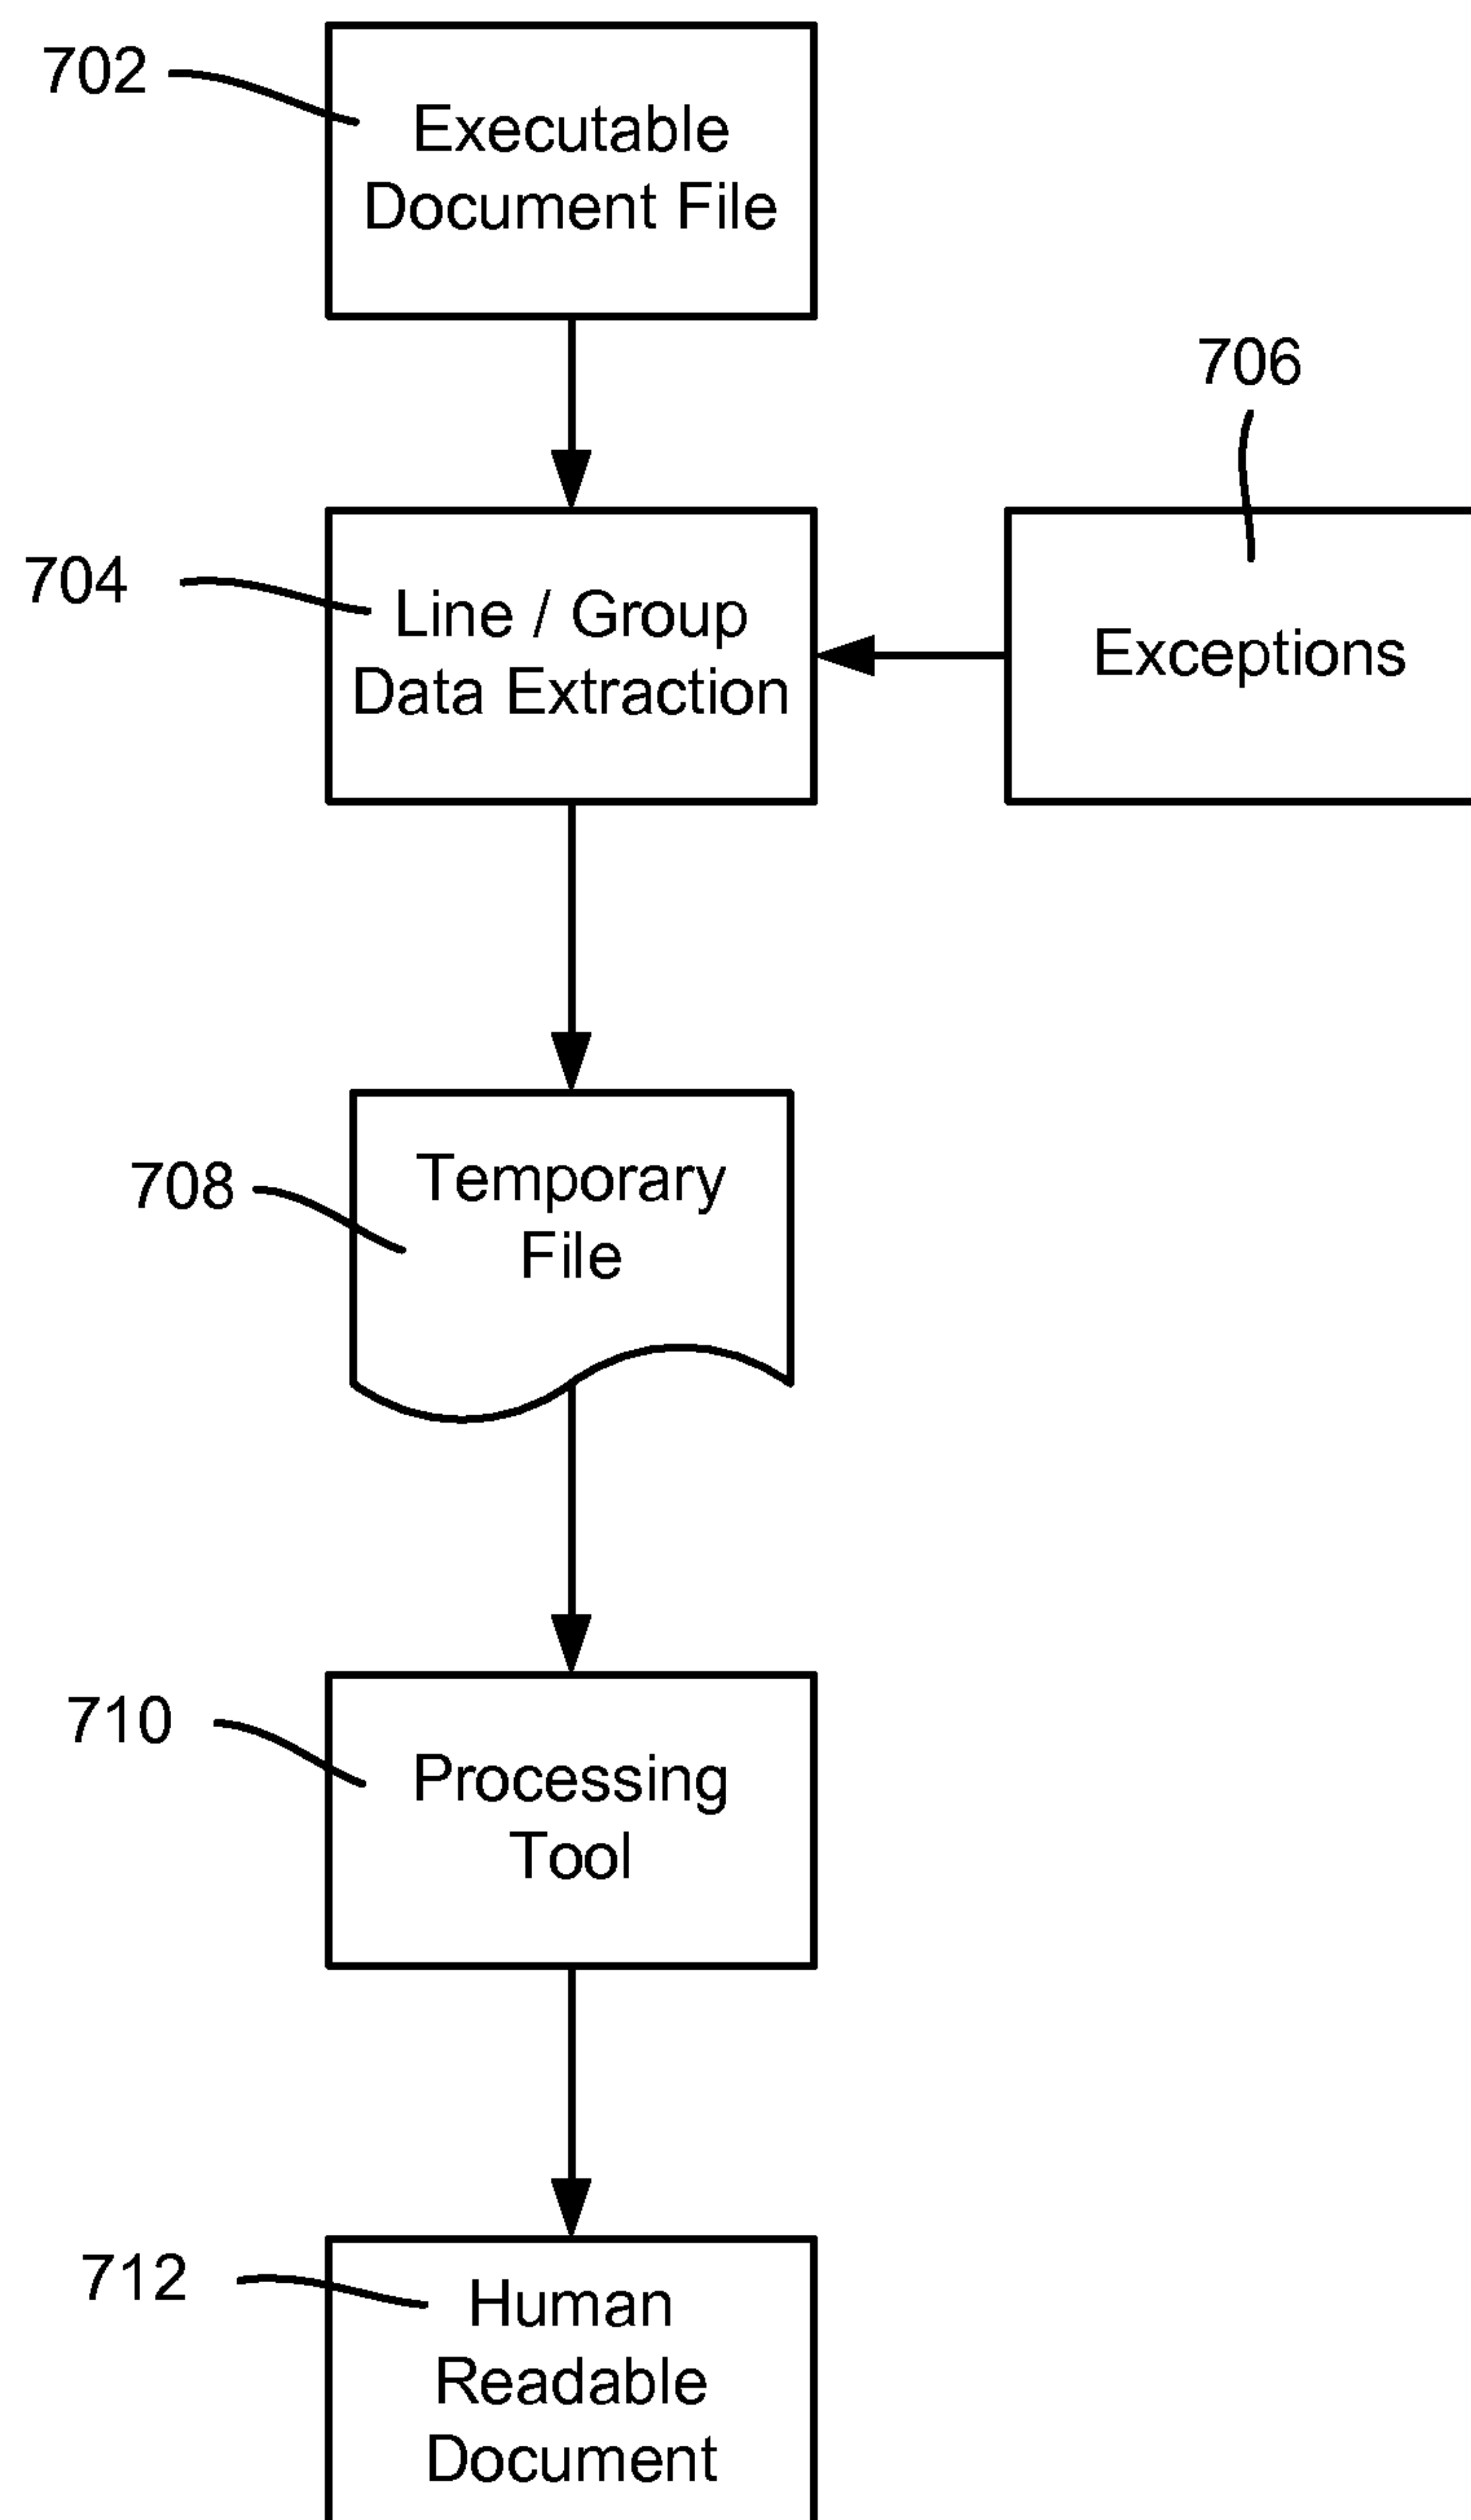 702
Executable
Document File
706
704
Line / Group
Data Extraction
Exceptions
708
Temporary
File
710
Processing
Tool
712
Human
Readable
Document